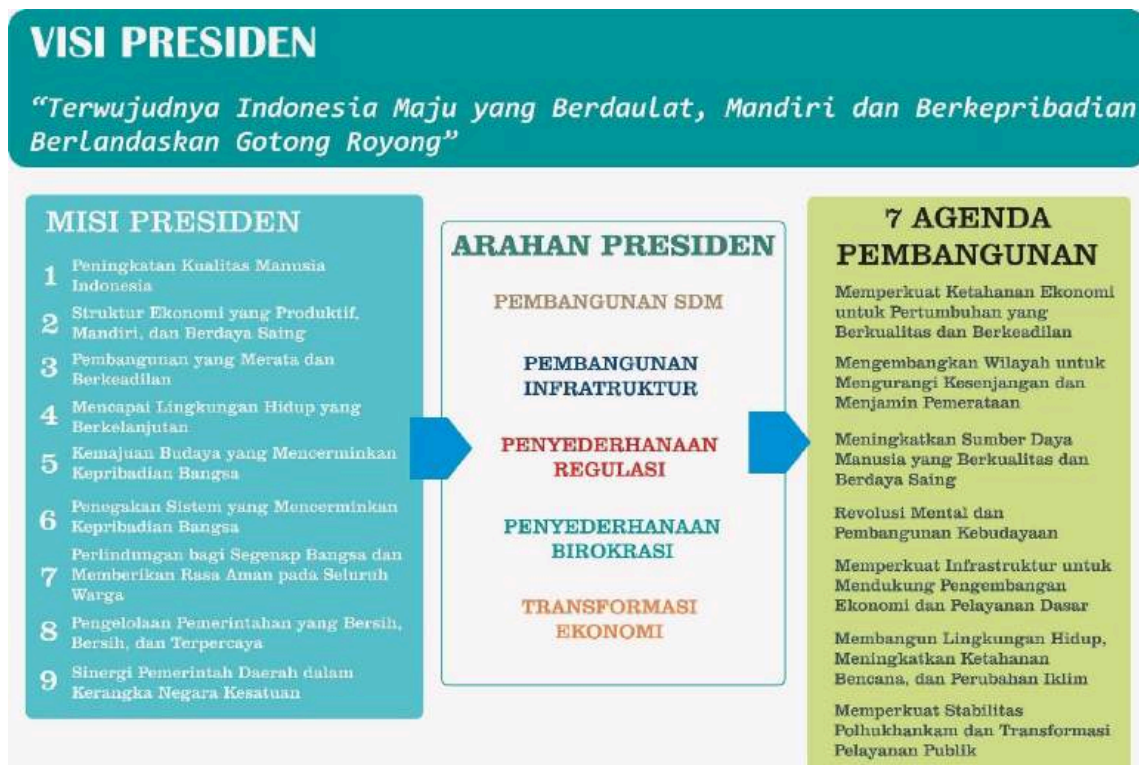 VISI PRESIDEN
“Terwujudnya Indonesia Maju yang Berdaulat, Mandiri dan Berkepribadian
Berlandaskan Gotong Royong”
MISI PRESIDEN
1 Peningkatan Kualitas Manusia
Indonesia
2 Struktur Ekonomi yang Produktif,
Mandiri, dan Berdaya Saing
3 Pembangunan yang Merata dan
Berkeadilan
4 Mencapai Lingkungan Hidup yang
Berkelanjutan
5 Kemajuan Budaya yang Mencerminkan
Kepribadian Bangsa
6 Penegakan Sistem yang Mencerminkan
Kepribadian Bangsa
7 Perlindungan bagi Segenap Bangsa dan
Memberikan Rasa Aman pada Seluruh
Warga
8 Pengelolaan Pemerintahan yang Bersih,
Bersih, dan Terpercaya
9 Sinergi Pemerintah Daerah dalam
Kerangka Negara Kesatuan
ARAHAN PRESIDEN
PEMBANGUNAN SDM
PEMBANGUNAN
INFRATRUKTUR
PENYEDERHANAAN
REGULASI
PENYEDERHANAAN
BIROKRASI
TRANSFORMASI
EKONOMI
7 AGENDA
PEMBANGUNAN
Memperkuat Ketahanan Ekonomi
untuk Pertumbuhan yang
Berkualitas dan Berkeadilan
Mengembangkan Wilayah untuk
Mengurangi Kesenjangan dan
Menjamin Pemerataan
Meningkatkan Sumber Daya
Manusia yang Berkualitas dan
Berdaya Saing
Revolusi Mental dan
Pembangunan Kebudayaan
Memperkuat Infrastruktur untuk
Mendukung Pengembangan
Ekonomi dan Pelayanan Dasar
Membangun Lingkungan Hidup,
Meningkatkan Ketahanan
Bencana, dan Perubahan Iklim
Memperkuat Stabilitas
Polhukhankam dan Transformasi
Pelayanan Publik